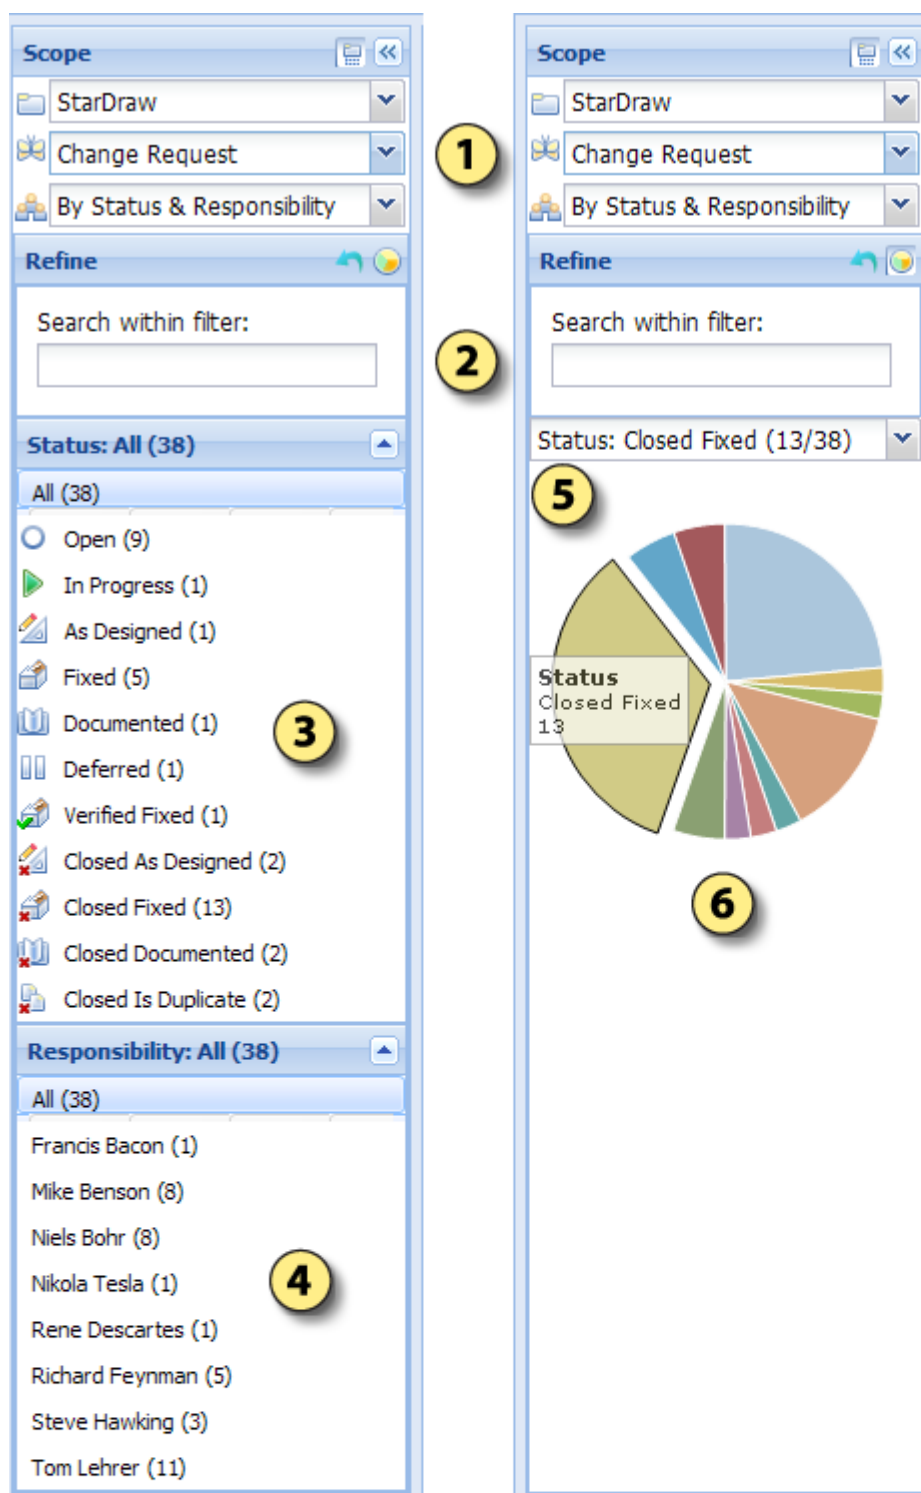 Scope
StarDraw
Change Request
By Status & Responsibility
Refine
Search within filter:
Status: All (38)
All (38)
Open (9)
In Progress (1)
As Designed (1)
Fixed (5)
Documented (1)
Deferred (1)
Verified Fixed (1)
Closed As Designed (2)
Closed Fixed (13)
Closed Documented (2)
Closed Is Duplicate (2)
Responsibility: All (38)
All (38)
Francis Bacon (1)
Mike Benson (8)
Niels Bohr (8)
Nikola Tesla (1)
Rene Descartes (1)
Richard Feynman (5)
Steve Hawking (3)
Tom Lehrer (11)
1
2
3
4
Scope
StarDraw
Change Request
By Status & Responsibility
Refine
Search within filter:
Status: Closed Fixed (13/38)
5
Status
Closed Fixed
13
6